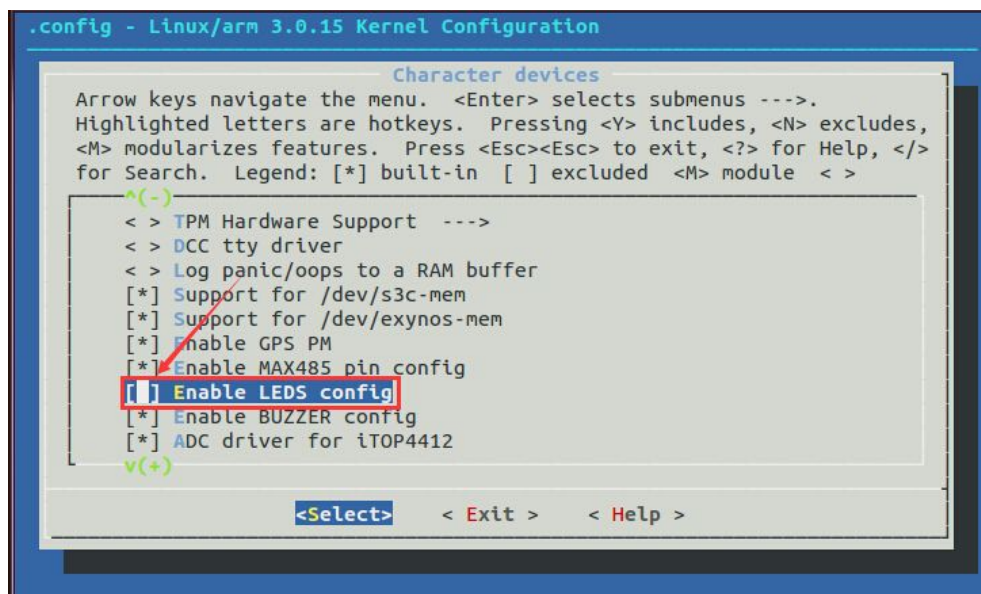 .config - Linux/arm 3.0.15 Kernel Configuration
Character devices
Arrow keys navigate the menu. <Enter> selects submenus --->.
Highlighted letters are hotkeys. Pressing <Y> includes, <N> excludes,
<M> modularizes features. Press <Esc><Esc> to exit, <?> for Help, </>
for Search. Legend: [*] built-in [ ] excluded <M> module < >
^(-)
< > TPM Hardware Support --->
< > DCC tty driver
< > Log panic/oops to a RAM buffer
[*] Support for /dev/s3c-mem
[*] Support for /dev/exynos-mem
[*] Enable GPS PM
[*] Enable MAX485 pin config
[ ] Enable LEDS config
[*] Enable BUZZER config
[*] ADC driver for iTOP4412
v(+)
<Select> < Exit > < Help >